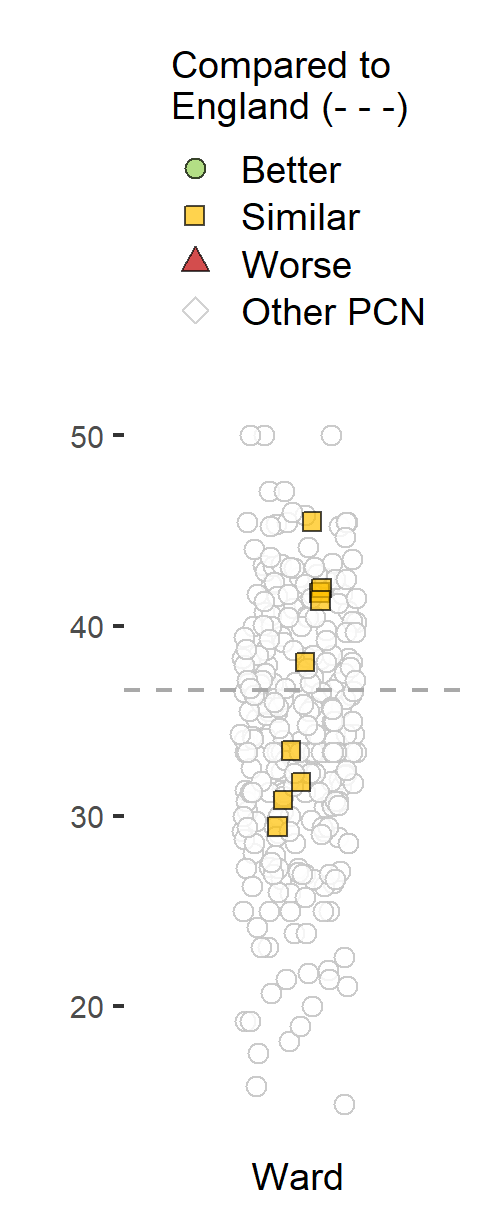 Compared to
England (- - -)
Better
Similar
Worse
Other PCN
50
40
30
20
Ward